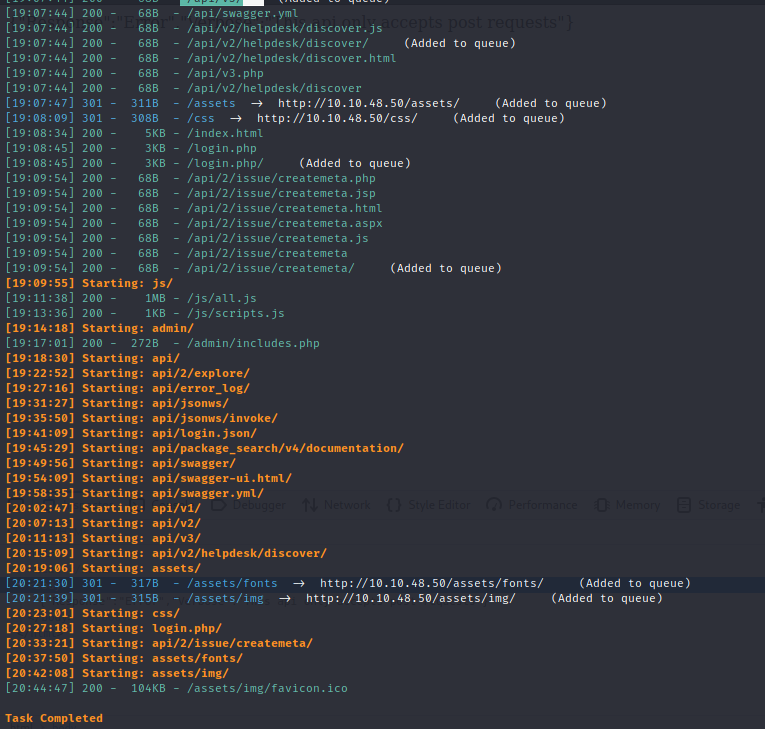 /api/v3/
"Error" api only accepts post requests"}
[19:07:44] 200 - 68B - /api/swagger.yml
[19:07:44] 200 - 68B - /api/v2/helpdesk/discover.js
[19:07:44] 200 - 68B - /api/v2/helpdesk/discover/ (Added to queue)
[19:07:44] 200 - 68B - /api/v2/helpdesk/discover.html
[19:07:44] 200 - 68B - /api/v3.php
[19:07:44] 200 - 68B - /api/v2/helpdesk/discover
[19:07:47] 301 - 311B - /assets -> http://10.10.48.50/assets/ (Added to queue)
[19:08:09] 301 - 308B - /css -> http://10.10.48.50/css/ (Added to queue)
[19:08:34] 200 - 5KB - /index.html
[19:08:45] 200 - 3KB - /login.php
[19:08:45] 200 - 3KB - /login.php/ (Added to queue)
[19:09:54] 200 - 68B - /api/2/issue/createmeta.php
[19:09:54] 200 - 68B - /api/2/issue/createmeta.jsp
[19:09:54] 200 - 68B - /api/2/issue/createmeta.html
[19:09:54] 200 - 68B - /api/2/issue/createmeta.aspx
[19:09:54] 200 - 68B - /api/2/issue/createmeta.js
[19:09:54] 200 - 68B - /api/2/issue/createmeta
[19:09:54] 200 - 68B - /api/2/issue/createmeta/ (Added to queue)
[19:09:55] Starting: js/
[19:11:38] 200 - 1MB - /js/all.js
[19:13:36] 200 - 1KB - /js/scripts.js
[19:14:18] Starting: admin/
[19:17:01] 200 - 272B - /admin/includes.php
[19:18:30] Starting: api/
[19:22:52] Starting: api/2/explore/
[19:27:16] Starting: api/error_log/
[19:31:27] Starting: api/jsonws/
[19:35:50] Starting: api/jsonws/invoke/
[19:41:09] Starting: api/login.json/
[19:45:29] Starting: api/package_search/v4/documentation/
[19:49:56] Starting: api/swagger/
[19:54:09] Starting: api/swagger-ui.html/
[19:58:35] Starting: api/swagger.yml/
[20:02:47] Starting: api/v1/
Debugger Network Style Editor Performance Memory Storage
[20:07:13] Starting: api/v2/
[20:11:13] Starting: api/v3/
[20:15:09] Starting: api/v2/helpdesk/discover/
[20:19:06] Starting: assets/
[20:21:30] 301 - 317B - /assets/fonts -> http://10.10.48.50/assets/fonts/ (Added to queue)
[20:21:39] 301 - 315B - /assets/img -> http://10.10.48.50/assets/img/ (Added to queue)
[20:23:01] Starting: css/
[20:27:18] Starting: login.php/
[20:33:21] Starting: api/2/issue/createmeta/
[20:37:50] Starting: assets/fonts/
[20:42:08] Starting: assets/img/
[20:44:47] 200 - 104KB - /assets/img/favicon.ico
Task Completed